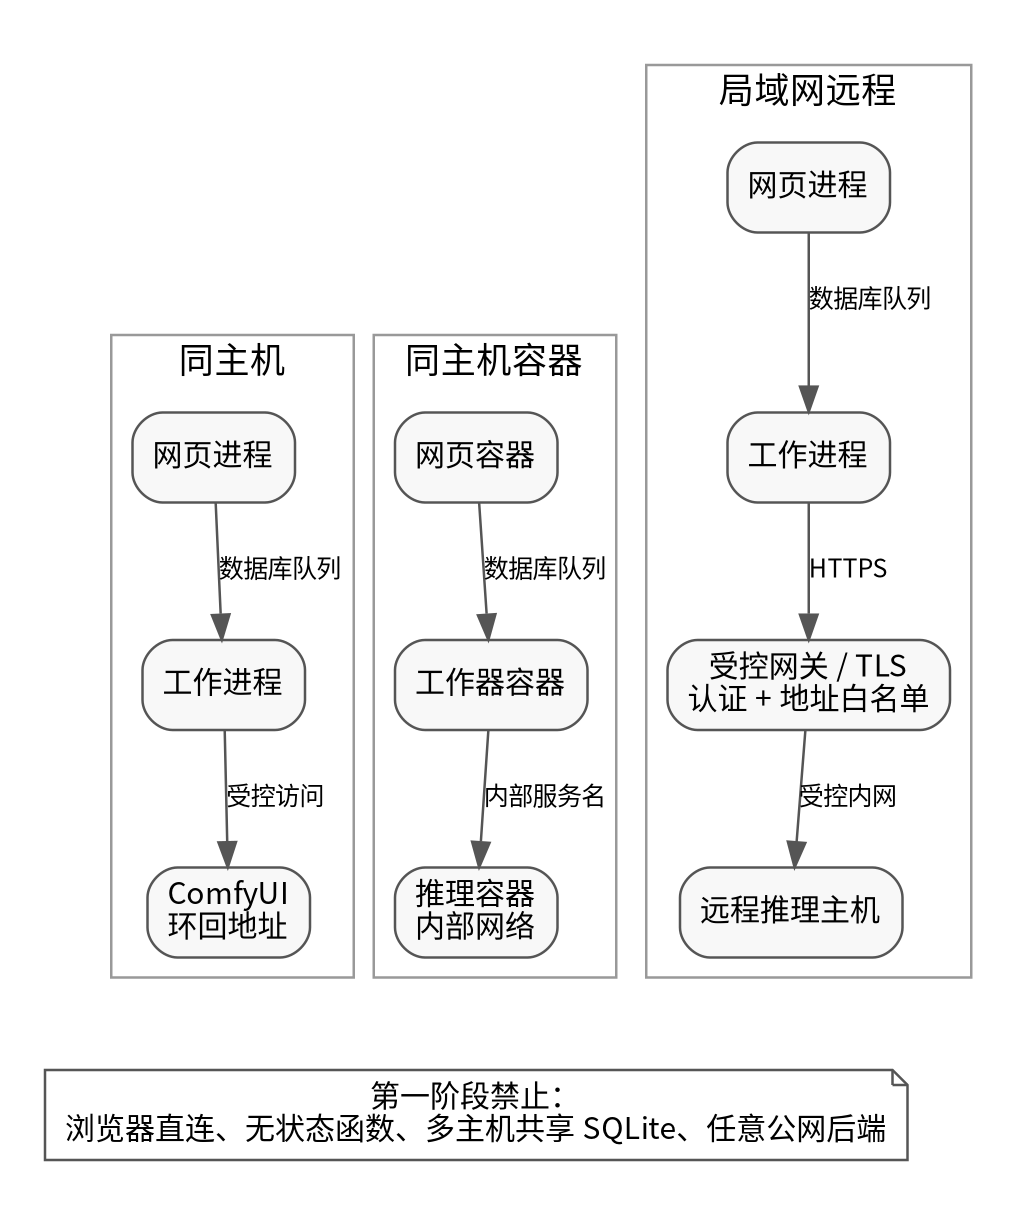 同主机
网页进程
数据库队列
工作进程
受控访问
ComfyUI
环回地址
同主机容器
网页容器
数据库队列
工作器容器
内部服务名
推理容器
内部网络
局域网远程
网页进程
数据库队列
工作进程
HTTPS
受控网关 / TLS
认证 + 地址白名单
受控内网
远程推理主机
第一阶段禁止：
浏览器直连、无状态函数、多主机共享 SQLite、任意公网后端